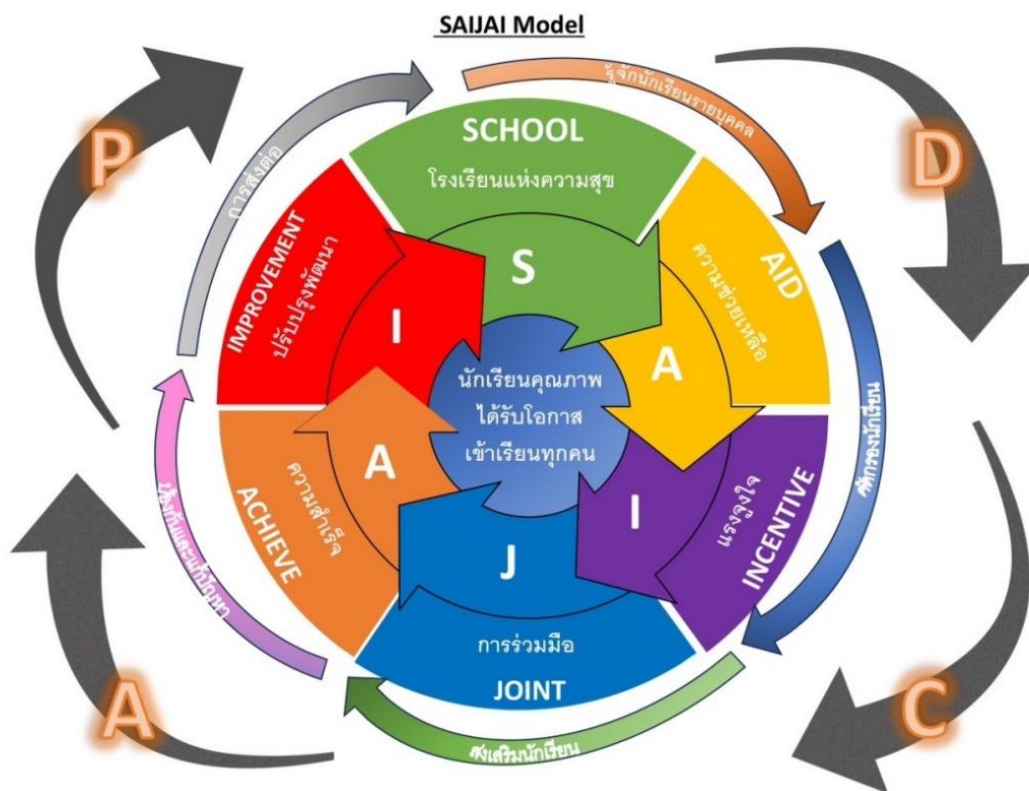 SAIJAI Model
P
D
C
A
การส่งต่อ
รู้จักนักเรียนรายบุคคล
คัดกรองนักเรียน
ส่งเสริมนักเรียน
ป้องกันและแก้ปัญหา
SCHOOL
โรงเรียนแห่งความสุข
S
AID
ความช่วยเหลือ
A
INCENTIVE
แรงจูงใจ
I
J
การร่วมมือ
JOINT
ACHIEVE
ความสำเร็จ
A
IMPROVEMENT
ปรับปรุงพัฒนา
I
นักเรียนคุณภาพ
ได้รับโอกาส
เข้าเรียนทุกคน